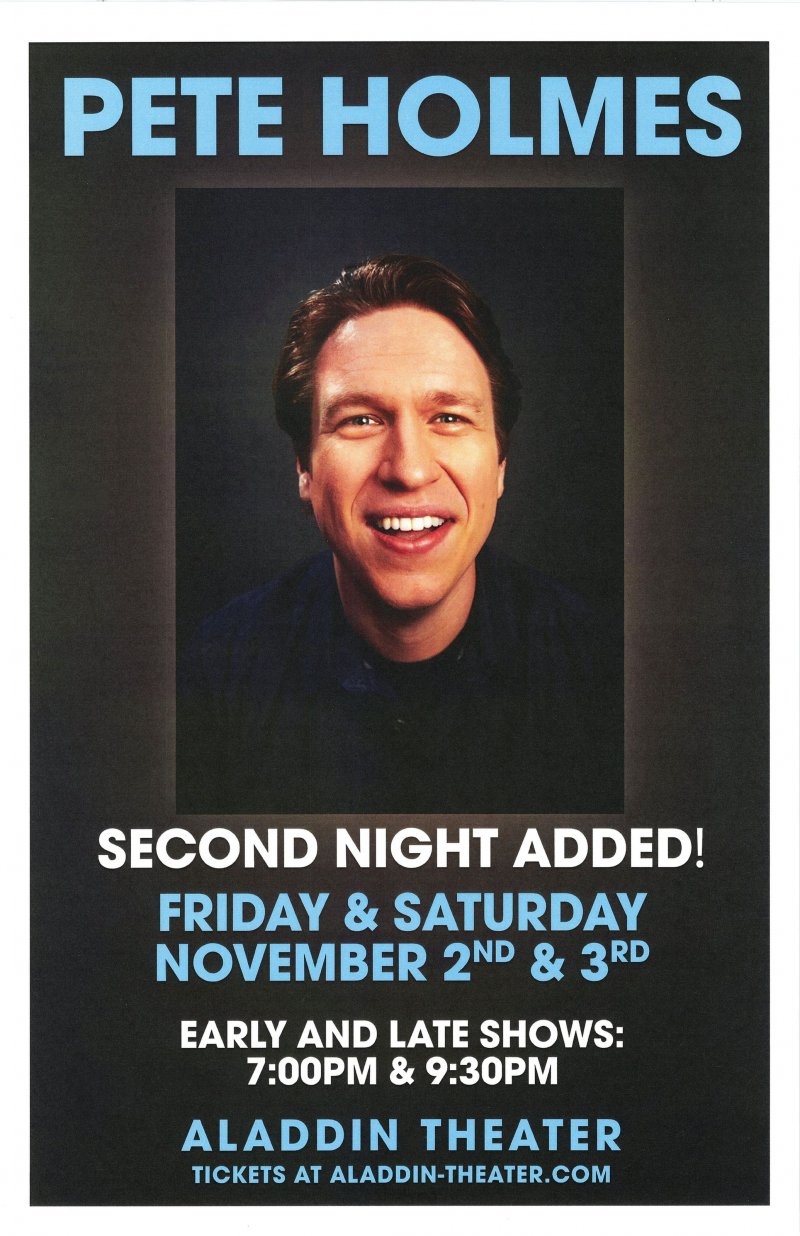 PETE HOLMES
SECOND NIGHT ADDED!
FRIDAY & SATURDAY
NOVEMBER 2ND & 3RD
EARLY AND LATE SHOWS:
7:00PM & 9:30PM
ALADDIN THEATER
TICKETS AT ALADDIN-THEATER.COM